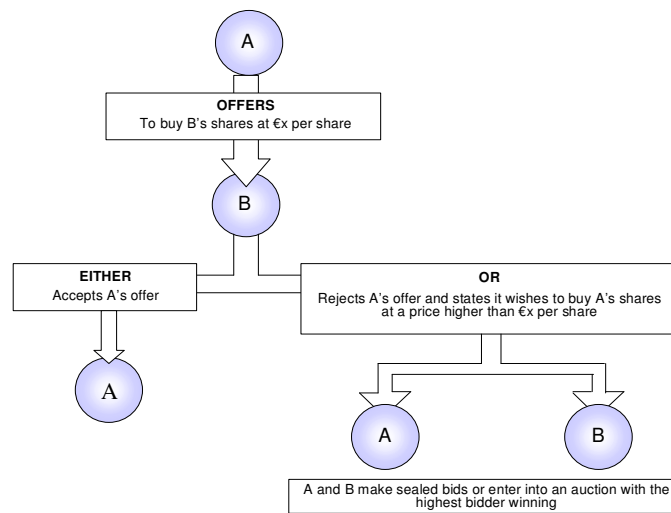 A
OFFERS
To buy B's shares at €x per share
B
EITHER
Accepts A's offer
OR
Rejects A's offer and states it wishes to buy A's shares
at a price higher than €x per share
A
A
B
A and B make sealed bids or enter into an auction with the
highest bidder winning